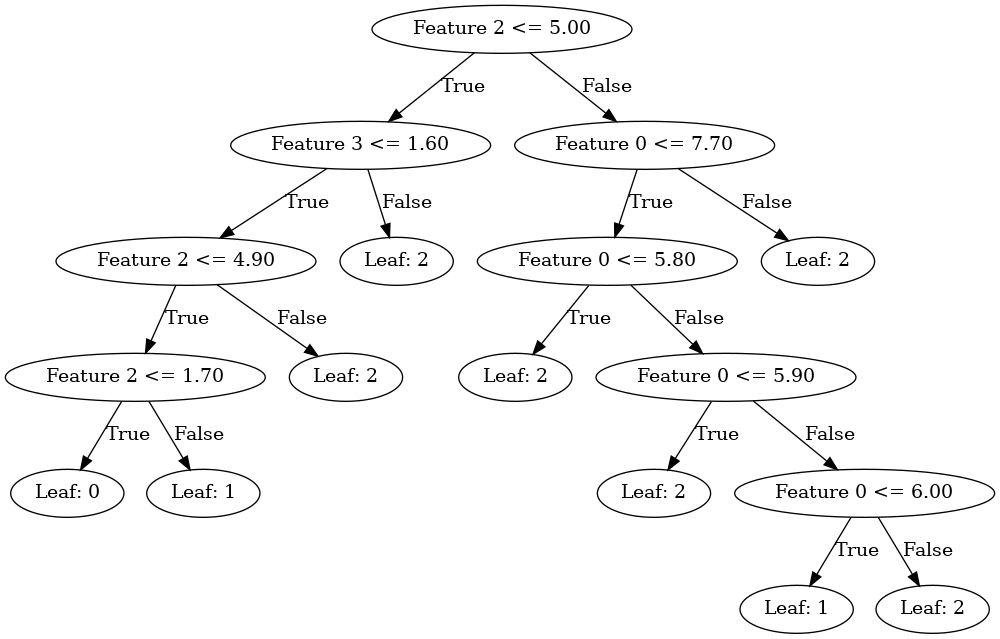 Feature 2 <= 5.00
True
False
Feature 3 <= 1.60
Feature 0 <= 7.70
True
False
True
False
Feature 2 <= 4.90
Leaf: 2
Feature 0 <= 5.80
Leaf: 2
True
False
True
False
Feature 2 <= 1.70
Leaf: 2
Leaf: 2
Feature 0 <= 5.90
True
False
True
False
Leaf: 0
Leaf: 1
Leaf: 2
Feature 0 <= 6.00
True
False
Leaf: 1
Leaf: 2